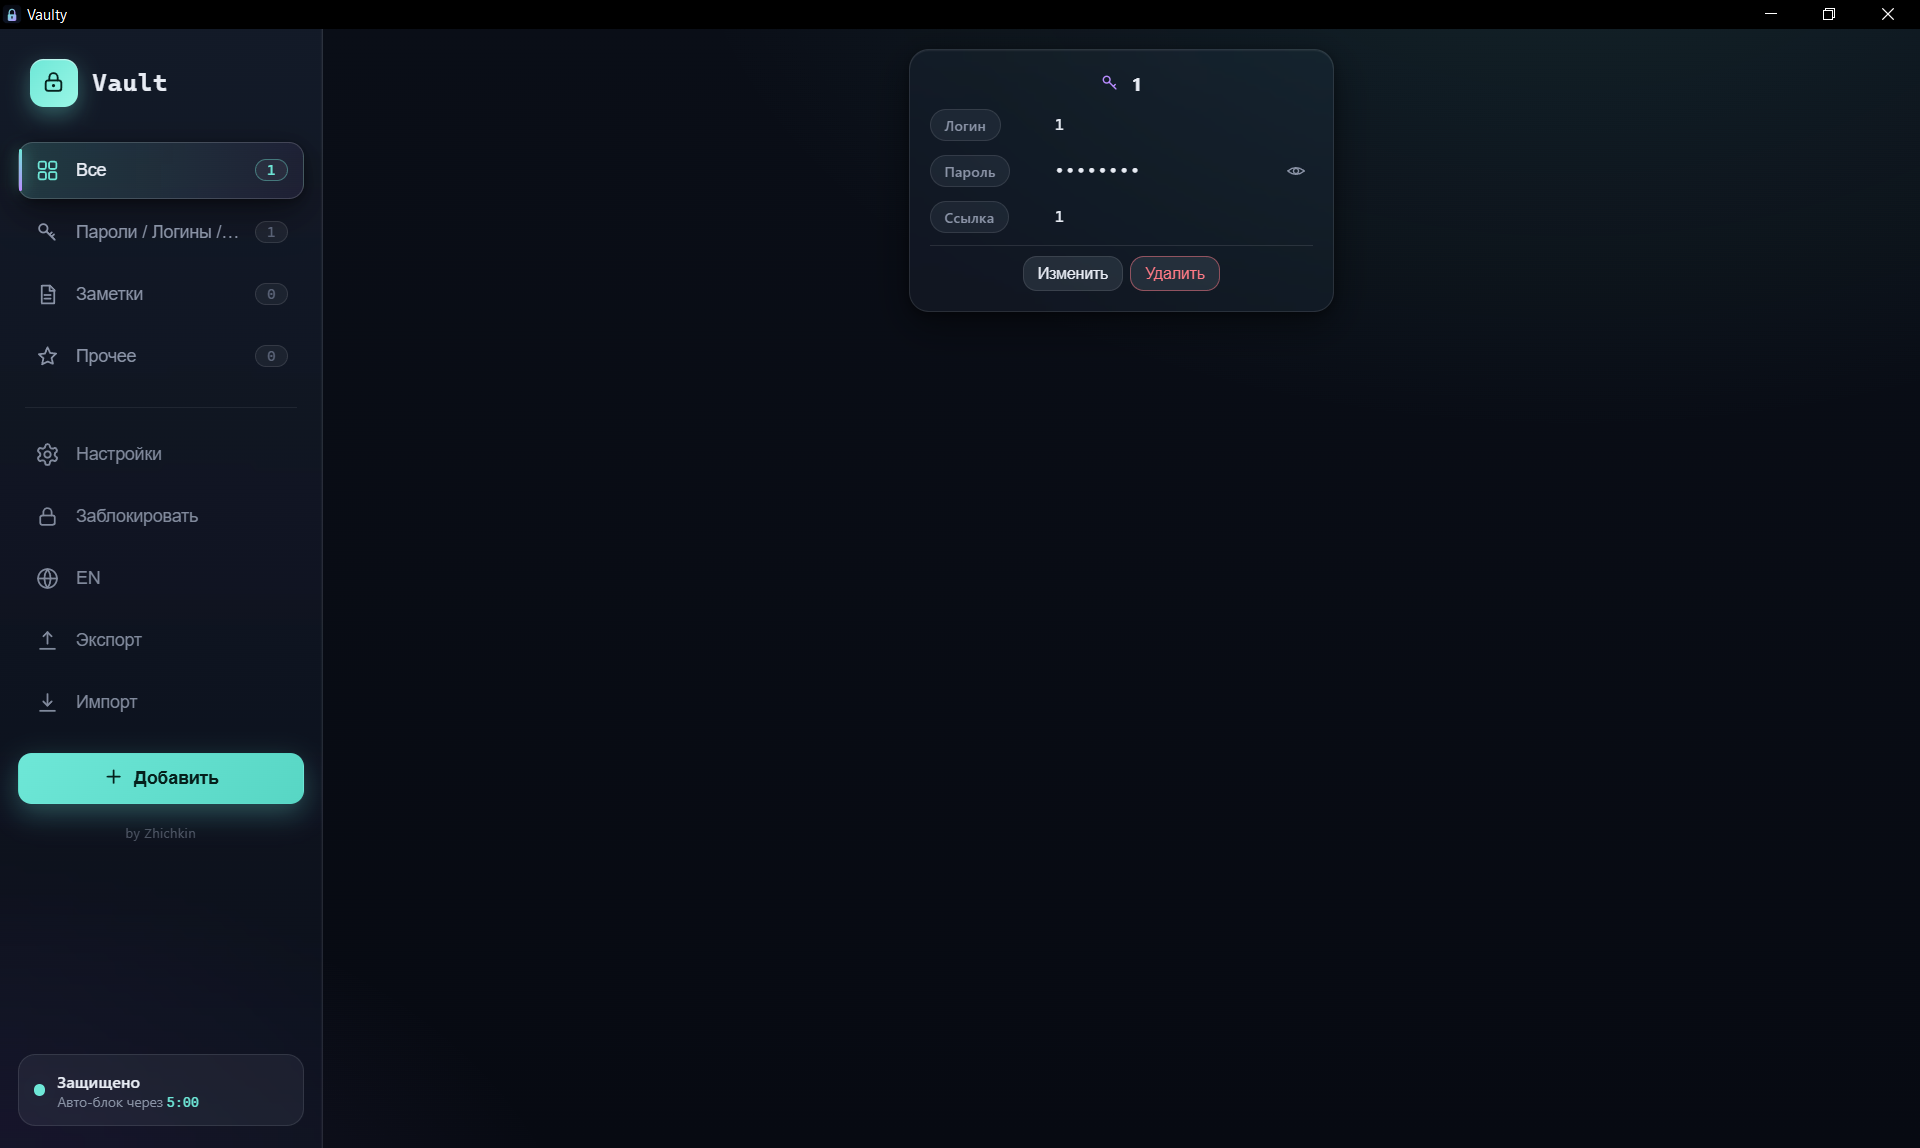 Vaulty
Vault
Все 1
Пароли / Логины /... 1
Заметки 0
Прочее 0
Настройки
Заблокировать
EN
Экспорт
Импорт
+ Добавить
by Zhichkin
Защищено
Авто-блок через 5:00
1
Логин 1
Пароль ••••••••
Ссылка 1
Изменить Удалить